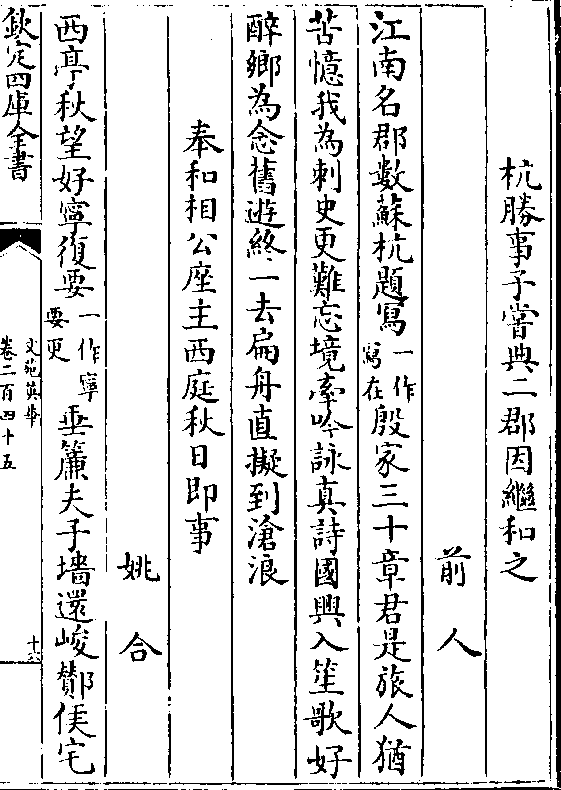 杭勝事予嘗典二郡因繼和之
前人
江南名郡數蘇杭題寫一作寫在殷家三十章君是旅人猶
苦憶我為刺史更難忘境牽吟詠真詩國興入笙歌好
醉鄉為念舊遊終一去扁舟直擬到滄浪
奉和相公座主西庭秋日即事
姚合
西亭秋望好寧復要一作寧要更垂簾夫子墻還峻酇侯宅
欽定四庫全書
文苑英華
卷二百四十五
十六